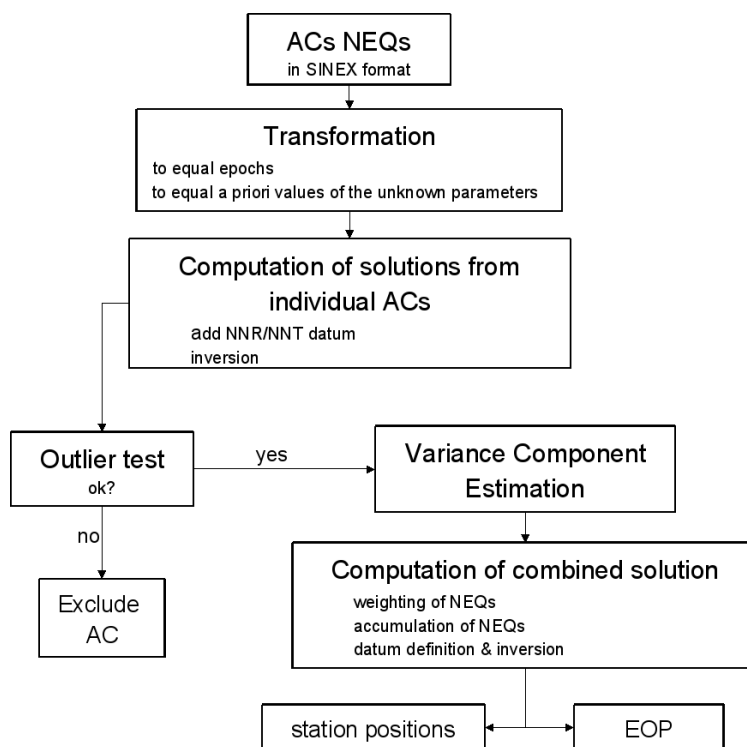 ACs NEQs
in SINEX format
Transformation
to equal epochs
to equal a priori values of the unknown parameters
Computation of solutions from
individual ACs
add NNR/NNT datum
inversion
Outlier test
ok?
yes
Variance Component
Estimation
no
Exclude
AC
Computation of combined solution
weighting of NEQs
accumulation of NEQs
datum definition & inversion
station positions
EOP